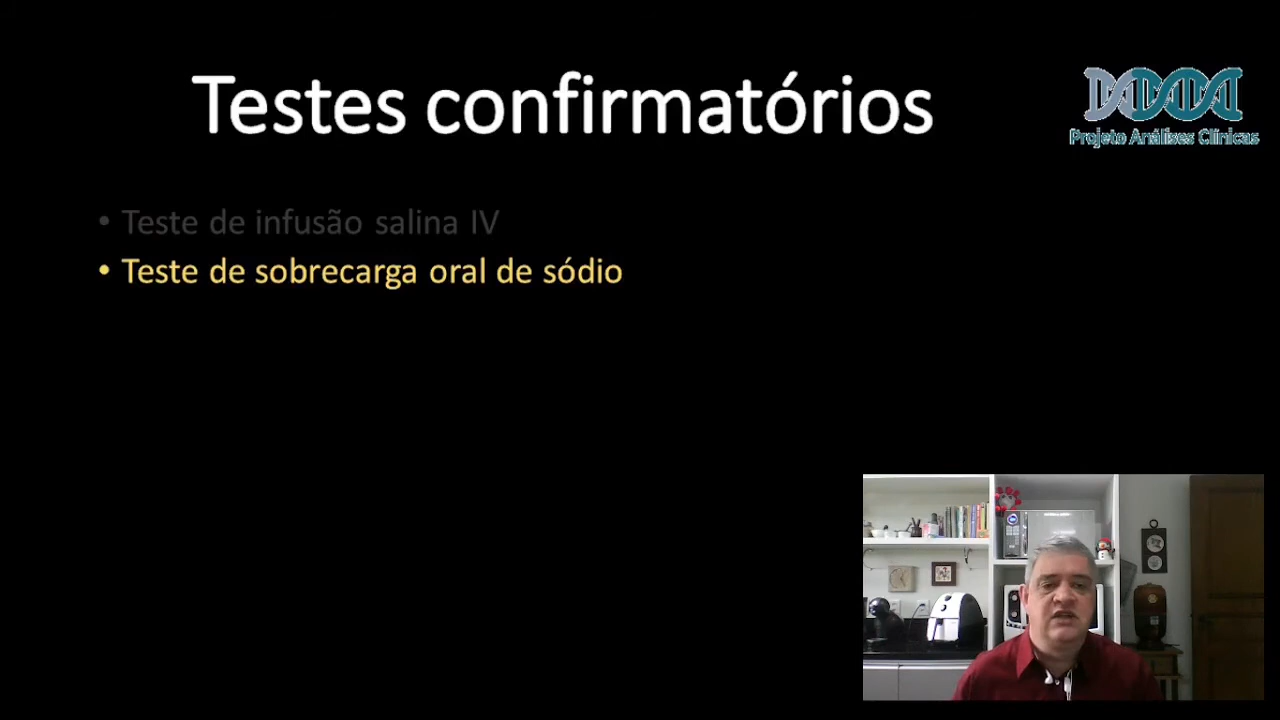 Testes confirmatórios
Projeto Análises Clínicas
• Teste de infusão salina IV
• Teste de sobrecarga oral de sódio